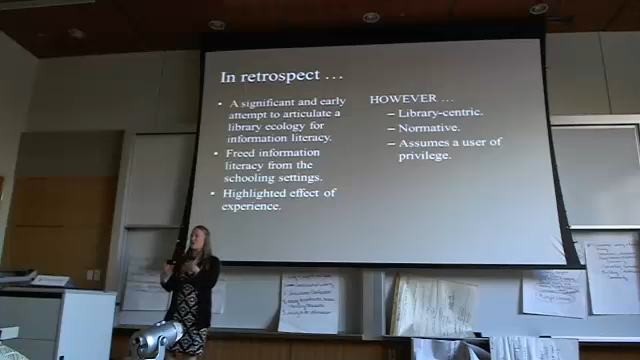 In retrospect …
• A significant and early
attempt to articulate a
library ecology for
information literacy.
• Freed information
literacy from the
schooling settings.
• Highlighted effect of
experience.
HOWEVER …
– Library-centric.
– Normative.
– Assumes a user of
privilege.